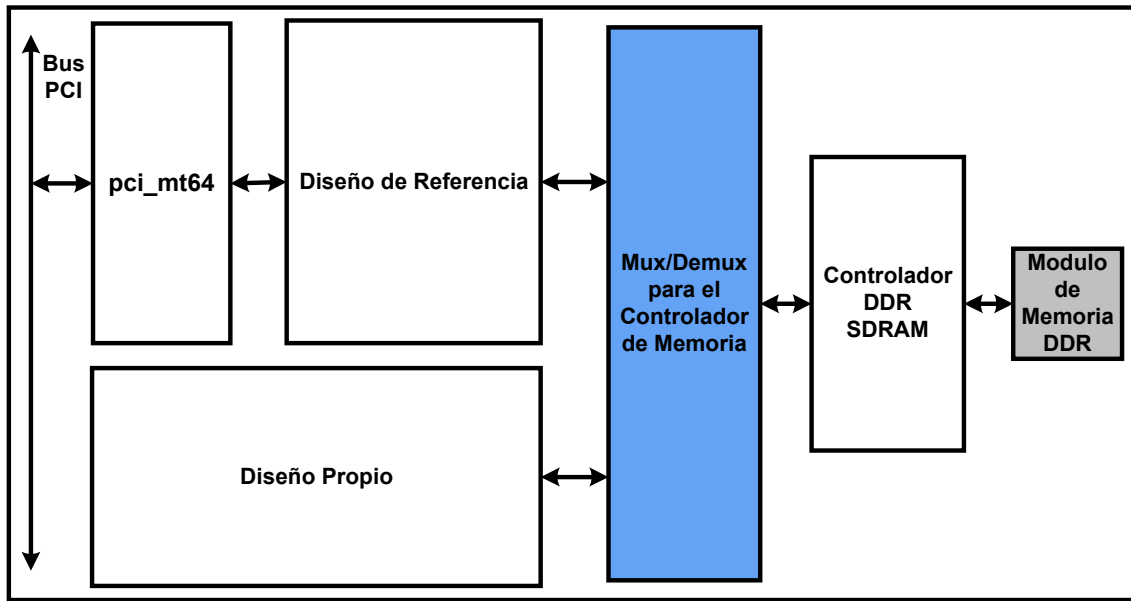 Bus
PCI
pci_mt64
Diseño de Referencia
Mux/Demux
para el
Controlador
de Memoria
Controlador
DDR
SDRAM
Modulo
de
Memoria
DDR
Diseño Propio